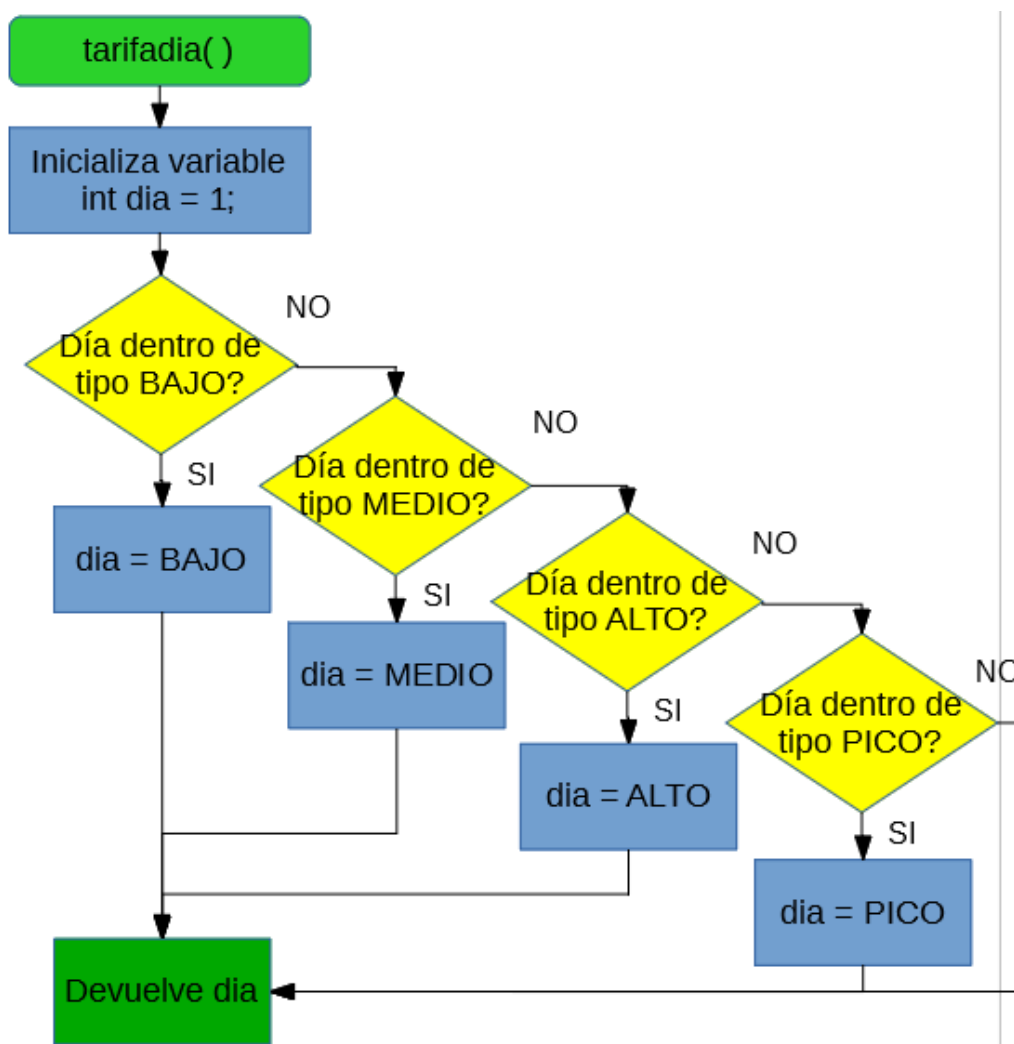 tarifadia( )
Inicializa variable
int dia = 1;
NO
Día dentro de
tipo BAJO?
NO
SI
Día dentro de
tipo MEDIO?
dia = BAJO
NO
SI
Día dentro de
tipo ALTO?
dia = MEDIO
NO
SI
Día dentro de
tipo PICO?
dia = ALTO
SI
dia = PICO
Devuelve dia